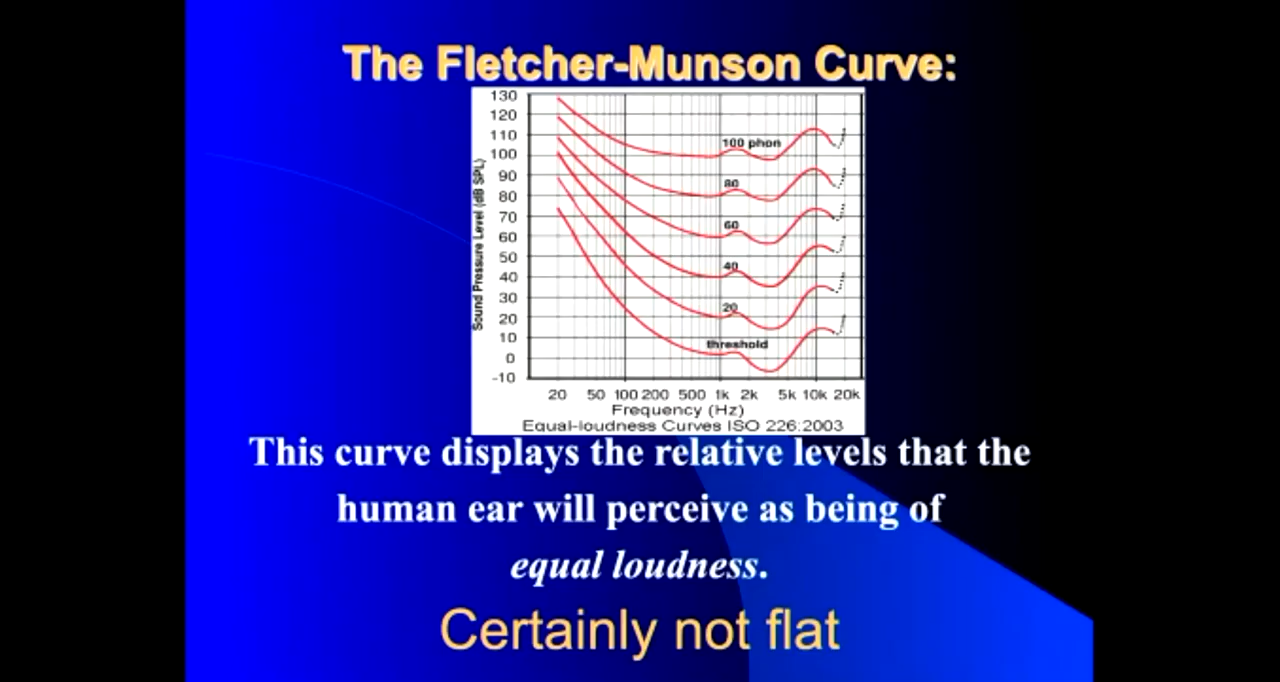 The Fletcher-Munson Curve:
130
120
110
100
90
80
70
60
50
40
30
20
10
0
-10
Sound Pressure Level (dB SPL)
100 phon
80
60
40
20
threshold
20 50 100 200 500 1k 2k 5k 10k 20k
Frequency (Hz)
Equal-loudness Curves ISO 226:2003
This curve displays the relative levels that the
human ear will perceive as being of
equal loudness.
Certainly not flat